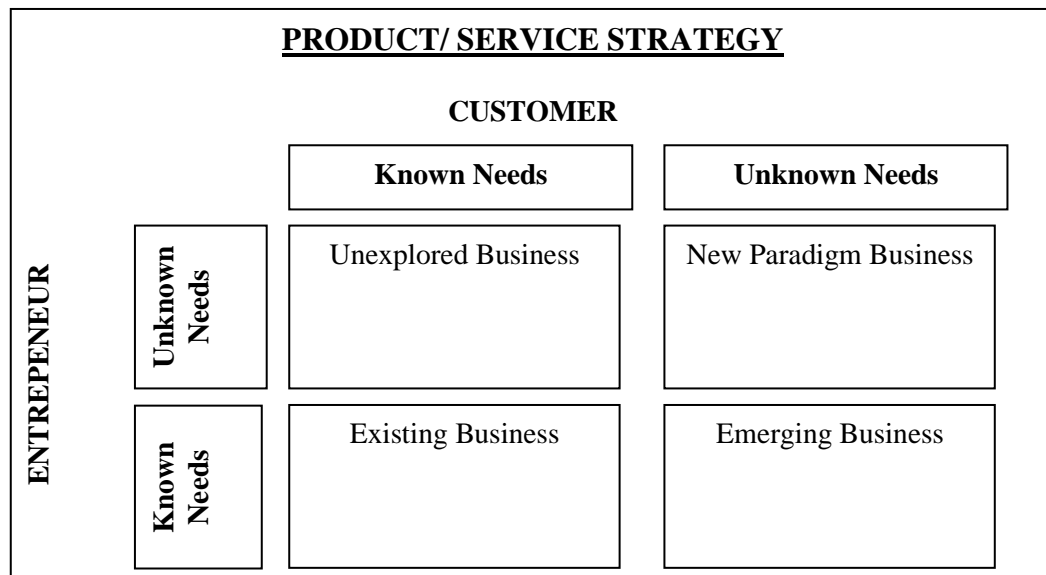 PRODUCT/ SERVICE STRATEGY
CUSTOMER
Known Needs
Unknown Needs
ENTREPENEUR
Unknown
Needs
Unexplored Business
New Paradigm Business
Known
Needs
Existing Business
Emerging Business